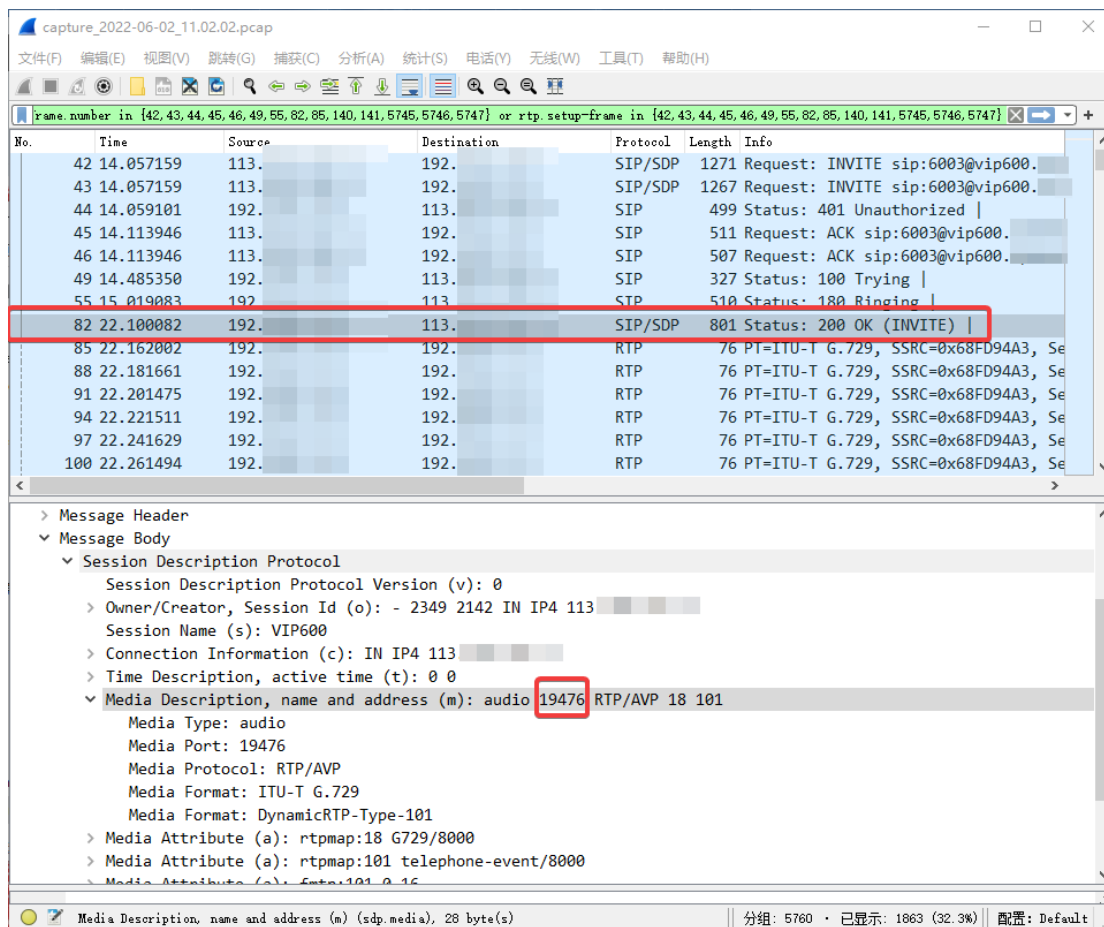 capture_2022-06-02_11.02.02.pcap
文件(F) 编辑(E) 视图(V) 跳转(G) 捕获(C) 分析(A) 统计(S) 电话(Y) 无线(W) 工具(T) 帮助(H)
rame.number in {42,43,44,45,46,49,55,82,85,140,141,5745,5746,5747} or rtp.setup-frame in {42,43,44,45,46,49,55,82,85,140,141,5745,5746,5747}
No. Time Source Destination Protocol Length Info
42 14.057159 113. 192. SIP/SDP 1271 Request: INVITE sip:6003@vip600.
43 14.057159 113. 192. SIP/SDP 1267 Request: INVITE sip:6003@vip600.
44 14.059101 192. 113. SIP 499 Status: 401 Unauthorized |
45 14.113946 113. 192. SIP 511 Request: ACK sip:6003@vip600.
46 14.113946 113. 192. SIP 507 Request: ACK sip:6003@vip600.
49 14.485350 192. 113. SIP 327 Status: 100 Trying |
55 15.019083 192. 113. SIP 510 Status: 180 Ringing |
82 22.100082 192. 113. SIP/SDP 801 Status: 200 OK (INVITE) |
85 22.162002 192. 192. RTP 76 PT=ITU-T G.729, SSRC=0x68FD94A3, Se
88 22.181661 192. 192. RTP 76 PT=ITU-T G.729, SSRC=0x68FD94A3, Se
91 22.201475 192. 192. RTP 76 PT=ITU-T G.729, SSRC=0x68FD94A3, Se
94 22.221511 192. 192. RTP 76 PT=ITU-T G.729, SSRC=0x68FD94A3, Se
97 22.241629 192. 192. RTP 76 PT=ITU-T G.729, SSRC=0x68FD94A3, Se
100 22.261494 192. 192. RTP 76 PT=ITU-T G.729, SSRC=0x68FD94A3, Se
Message Header
Message Body
Session Description Protocol
Session Description Protocol Version (v): 0
Owner/Creator, Session Id (o): - 2349 2142 IN IP4 113
Session Name (s): VIP600
Connection Information (c): IN IP4 113
Time Description, active time (t): 0 0
Media Description, name and address (m): audio 19476 RTP/AVP 18 101
Media Type: audio
Media Port: 19476
Media Protocol: RTP/AVP
Media Format: ITU-T G.729
Media Format: DynamicRTP-Type-101
Media Attribute (a): rtpmap:18 G729/8000
Media Attribute (a): rtpmap:101 telephone-event/8000
Media Attribute (a): fmtp:101 0-16
Media Description, name and address (m) (sdp.media), 28 byte(s) 分组: 5760 · 已显示: 1863 (32.3%) 配置: Default